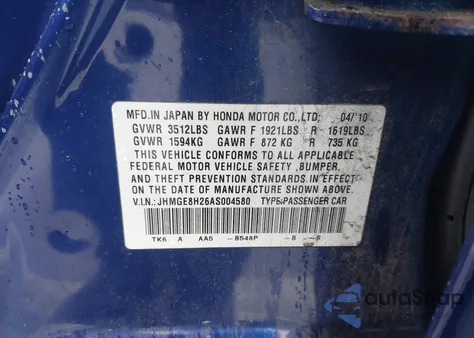 MFD.IN JAPAN BY HONDA MOTOR CO.,LTD; 04/10
GVWR 3512LBS GAWR F 1921LBS R 1619LBS
GVWR 1594KG GAWR F 872 KG R 735 KG
THIS VEHICLE CONFORMS TO ALL APPLICABLE
FEDERAL MOTOR VEHICLE SAFETY ,BUMPER,
AND THEFT PREVENTION STANDARDS IN EFFECT
ON THE DATE OF MANUFACTURE SHOWN ABOVE.
V.I.N.:JHMGE8H26AS004580 TYPE:PASSENGER CAR
TK6 A AA5 -B548P -B -B
autoSnap